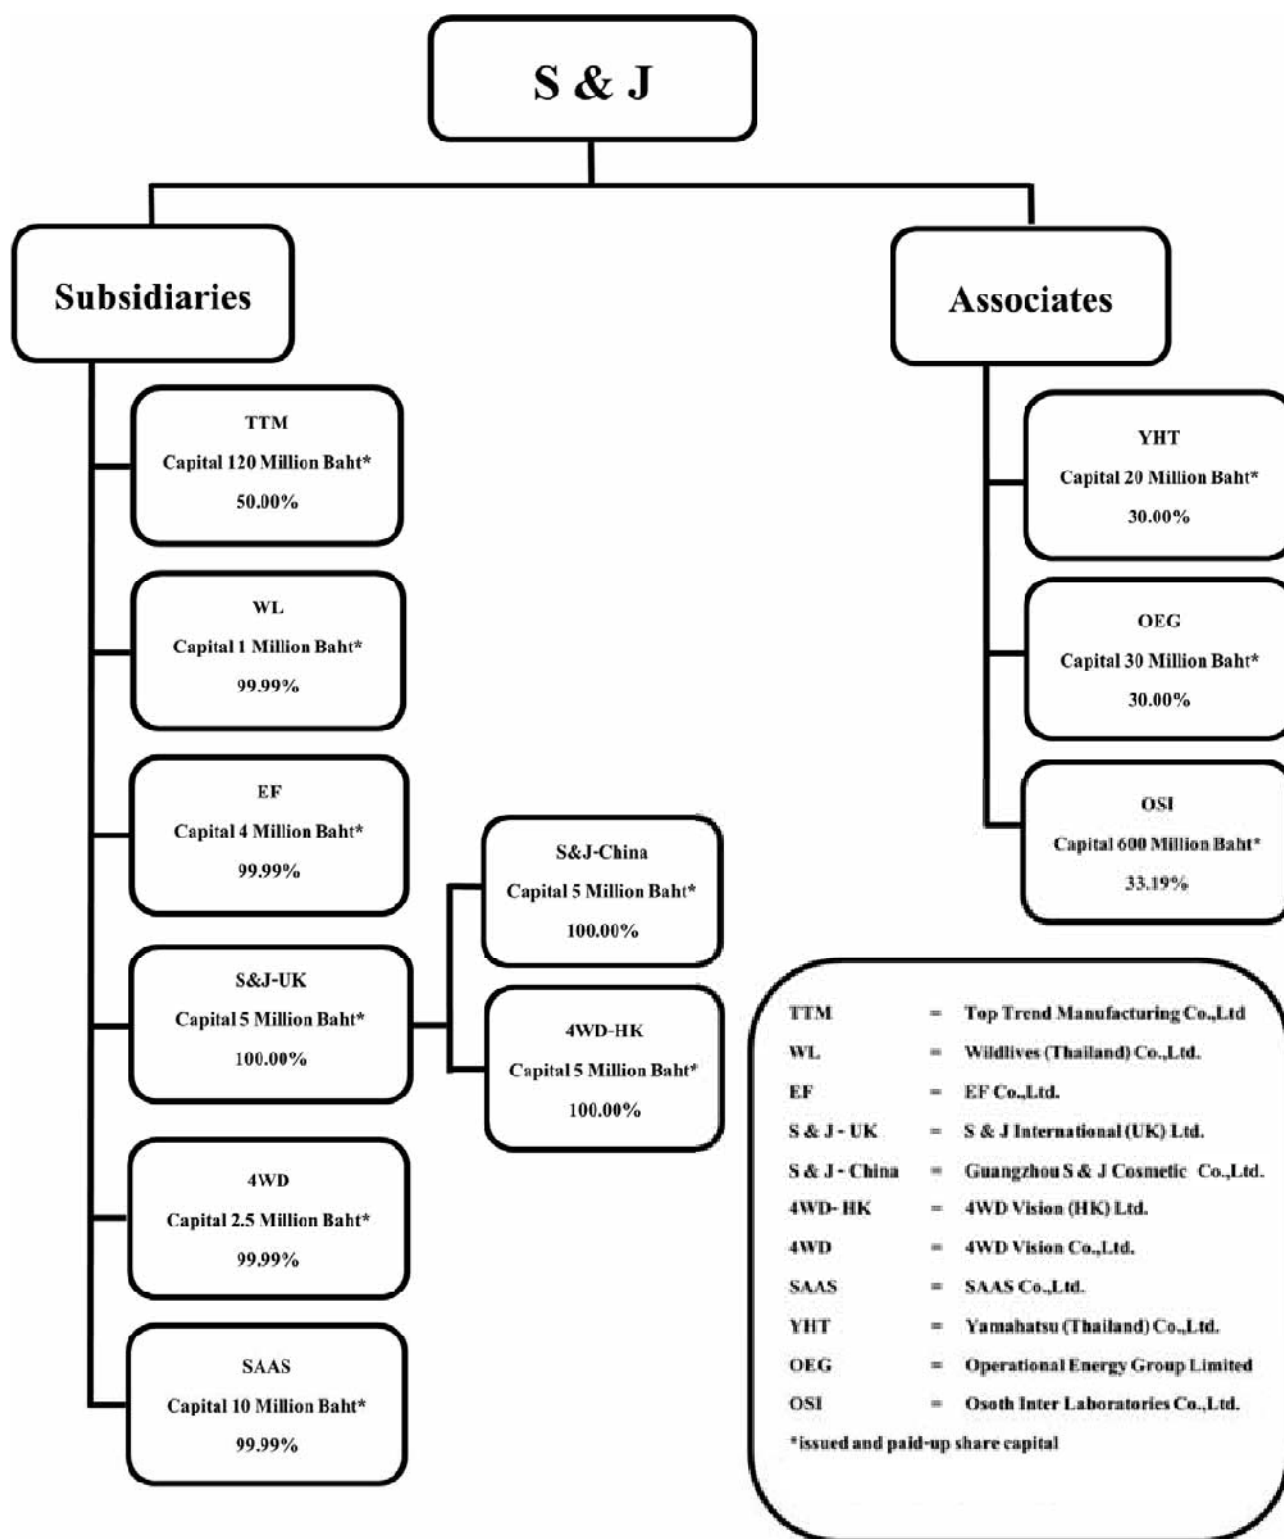 S & J
Subsidiaries
Associates
TTM
Capital 120 Million Baht*
50.00%
WL
Capital 1 Million Baht*
99.99%
EF
Capital 4 Million Baht*
99.99%
S&J-UK
Capital 5 Million Baht*
100.00%
S&J-China
Capital 5 Million Baht*
100.00%
4WD-HK
Capital 5 Million Baht*
100.00%
4WD
Capital 2.5 Million Baht*
99.99%
SAAS
Capital 10 Million Baht*
99.99%
YHT
Capital 20 Million Baht*
30.00%
OEG
Capital 30 Million Baht*
30.00%
OSI
Capital 600 Million Baht*
33.19%
TTM = Top Trend Manufacturing Co.,Ltd
WL = Wildlives (Thailand) Co.,Ltd.
EF = EF Co.,Ltd.
S & J - UK = S & J International (UK) Ltd.
S & J - China = Guangzhou S & J Cosmetic Co.,Ltd.
4WD- HK = 4WD Vision (HK) Ltd.
4WD = 4WD Vision Co.,Ltd.
SAAS = SAAS Co.,Ltd.
YHT = Yamahatsu (Thailand) Co.,Ltd.
OEG = Operational Energy Group Limited
OSI = Osoth Inter Laboratories Co.,Ltd.
*issued and paid-up share capital